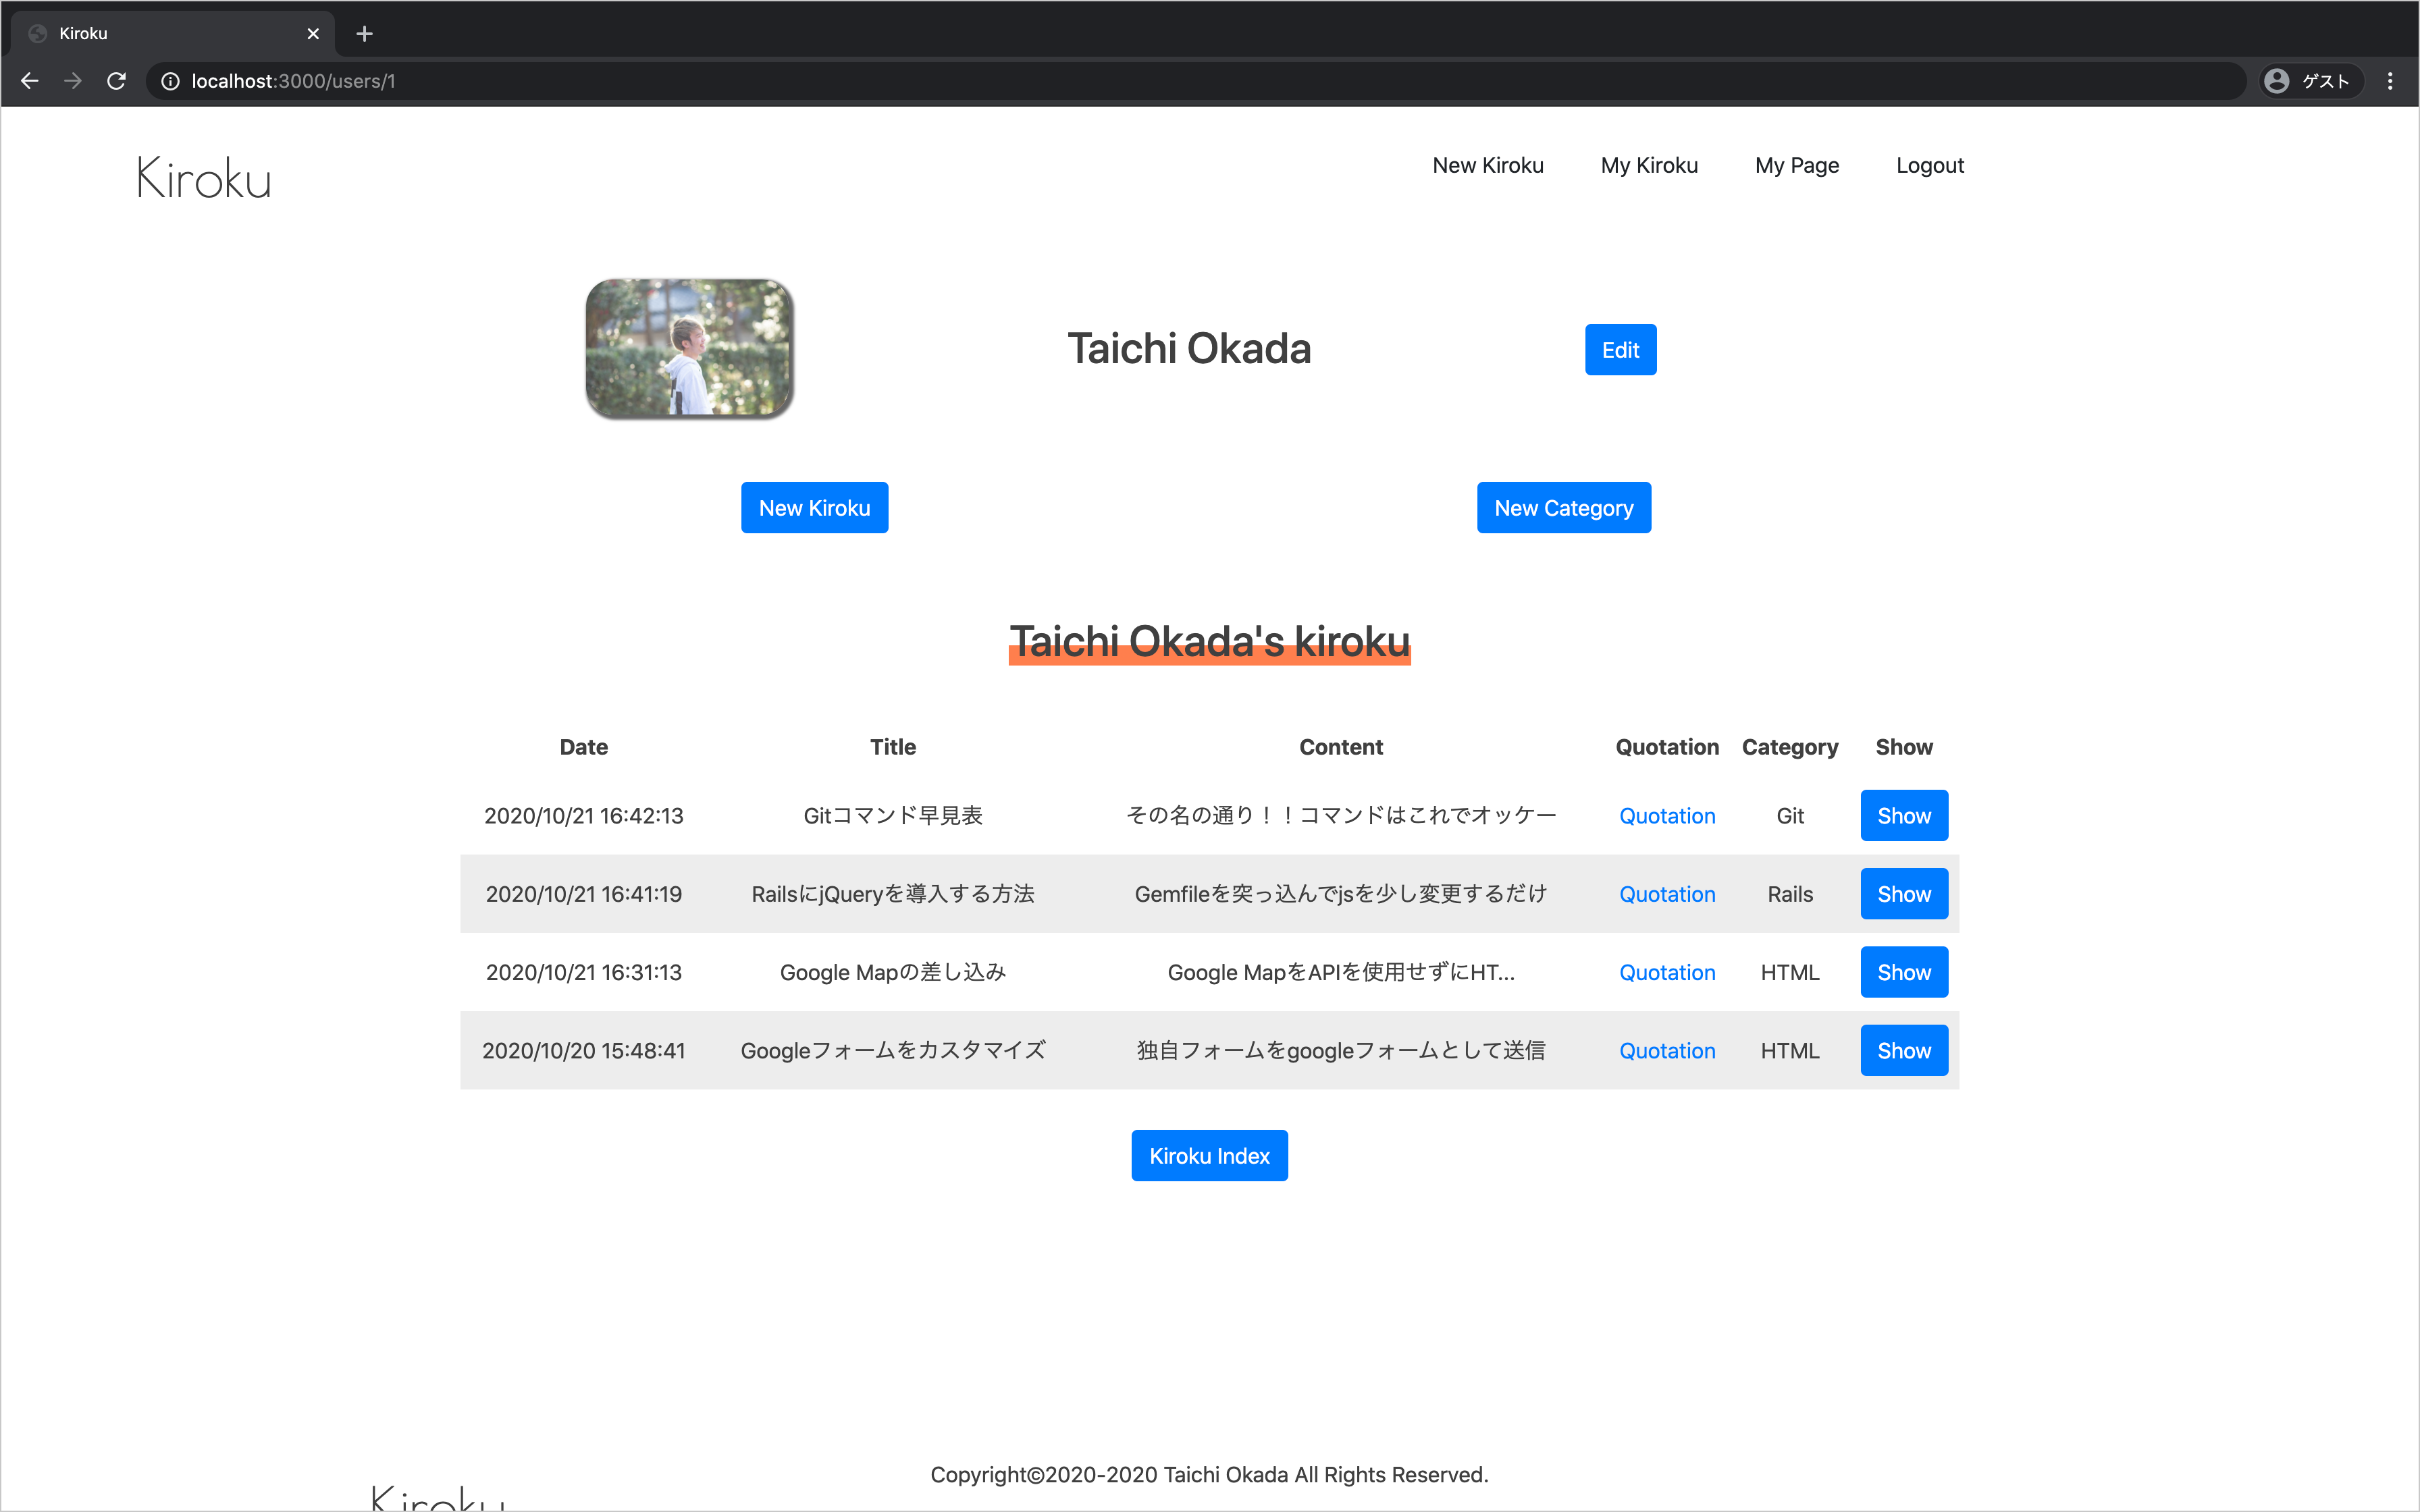 Kiroku
localhost:3000/users/1
ゲスト
Kiroku
New Kiroku
My Kiroku
My Page
Logout
Taichi Okada
Edit
New Kiroku
New Category
Taichi Okada's kiroku
Date Title Content Quotation Category Show
2020/10/21 16:42:13 Gitコマンド早見表 その名の通り！！コマンドはこれでオッケー Quotation Git Show
2020/10/21 16:41:19 RailsにjQueryを導入する方法 Gemfileを突っ込んでjsを少し変更するだけ Quotation Rails Show
2020/10/21 16:31:13 Google Mapの差し込み Google MapをAPIを使用せずにHT... Quotation HTML Show
2020/10/20 15:48:41 Googleフォームをカスタマイズ 独自フォームをgoogleフォームとして送信 Quotation HTML Show
Kiroku Index
Copyright©2020-2020 Taichi Okada All Rights Reserved.
Kiroku